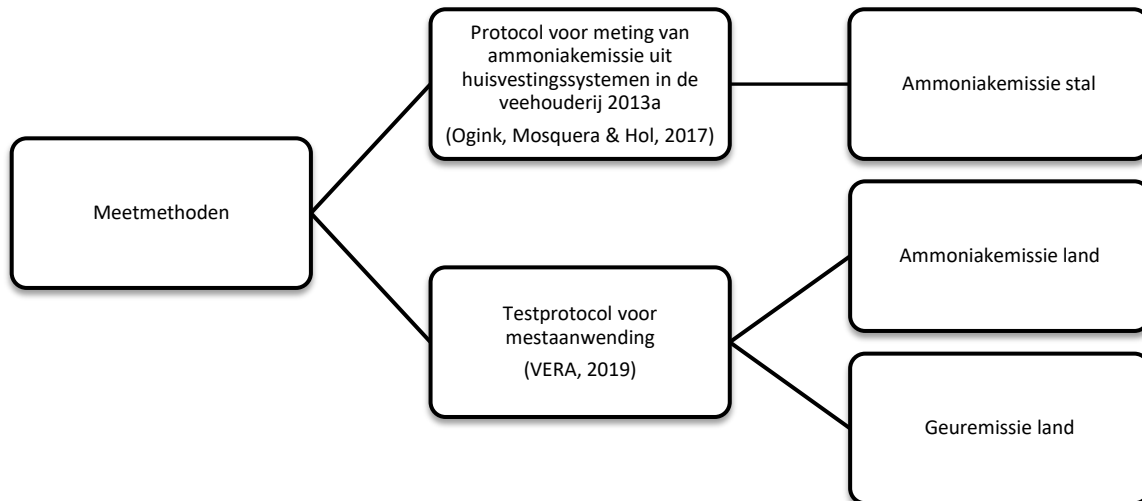 Meetmethoden
Protocol voor meting van
ammoniakemissie uit
huisvestingssystemen in de
veehouderij 2013a
(Ogink, Mosquera & Hol, 2017)
Ammoniakemissie stal
Testprotocol voor
mestaanwending
(VERA, 2019)
Ammoniakemissie land
Geuremissie land